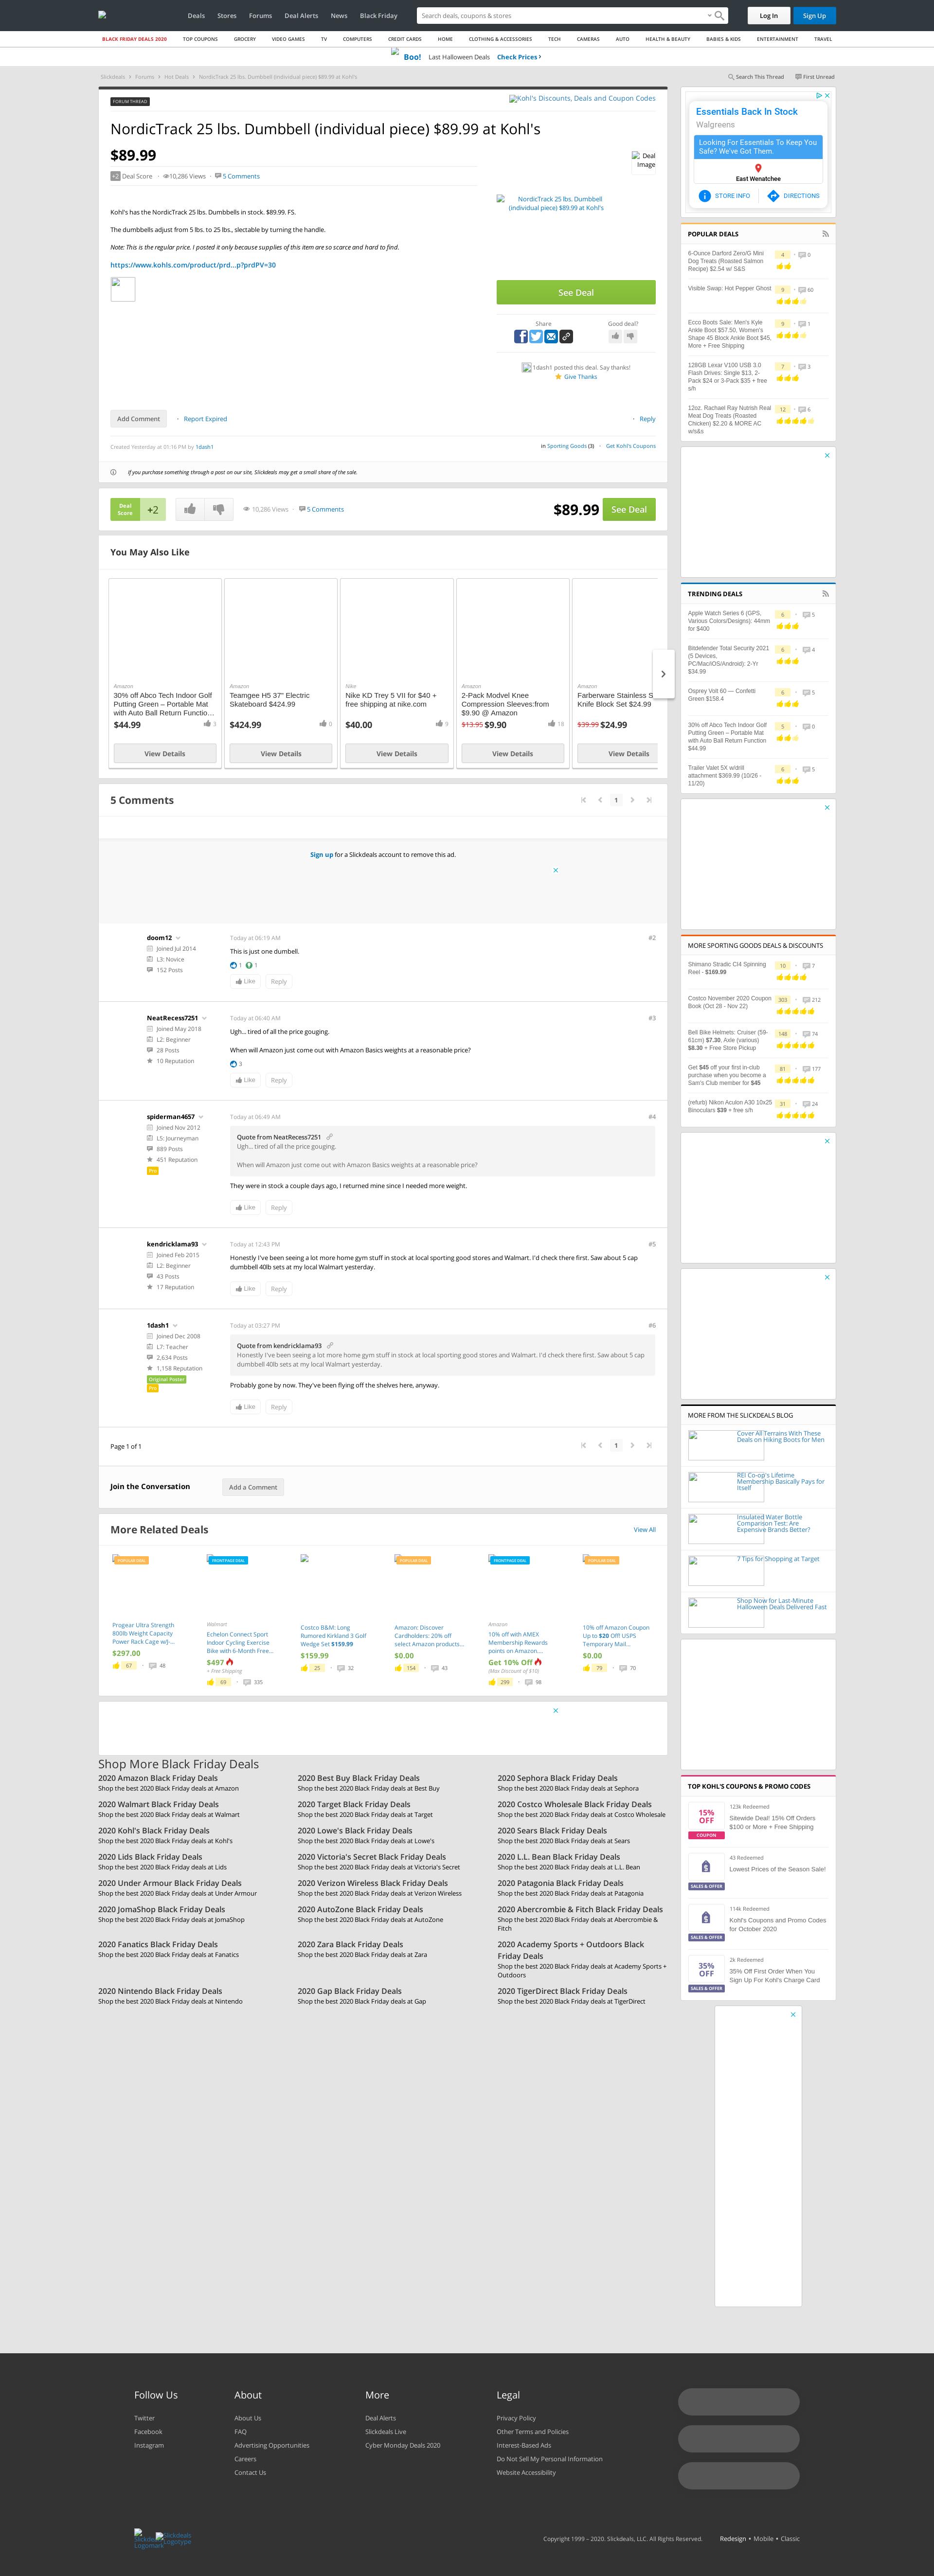 Deals Stores Forums Deal Alerts News Black Friday
Search deals, coupons & stores
Log In
Sign Up
BLACK FRIDAY DEALS 2020 TOP COUPONS GROCERY VIDEO GAMES TV COMPUTERS CREDIT CARDS HOME CLOTHING & ACCESSORIES TECH CAMERAS AUTO HEALTH & BEAUTY BABIES & KIDS ENTERTAINMENT TRAVEL
Boo! Last Halloween Deals Check Prices
Slickdeals Forums Hot Deals NordicTrack 25 lbs. Dumbbell (individual piece) $89.99 at Kohl's
Search This Thread First Unread
FORUM THREAD
Kohl's Discounts, Deals and Coupon Codes
NordicTrack 25 lbs. Dumbbell (individual piece) $89.99 at Kohl's
$89.99
+2 Deal Score 10,286 Views 5 Comments
Deal Image
Kohl's has the NordicTrack 25 lbs. Dumbbells in stock. $89.99. FS.
The dumbbells adjust from 5 lbs. to 25 lbs., slectable by turning the handle.
Note: This is the regular price. I posted it only because supplies of this item are so scarce and hard to find.
https://www.kohls.com/product/prd...p?prdPV=30
NordicTrack 25 lbs. Dumbbell
(individual piece) $89.99 at Kohl's
See Deal
Share Good deal?
1dash1 posted this deal. Say thanks!
Give Thanks
Add Comment Report Expired Reply
Created Yesterday at 01:16 PM by 1dash1
in Sporting Goods (3) Get Kohl's Coupons
If you purchase something through a post on our site, Slickdeals may get a small share of the sale.
Deal Score +2 10,286 Views 5 Comments $89.99 See Deal
You May Also Like
Amazon
30% off Abco Tech Indoor Golf Putting Green – Portable Mat with Auto Ball Return Functio...
$44.99 3
View Details
Amazon
Teamgee H5 37" Electric Skateboard $424.99
$424.99 0
View Details
Nike
Nike KD Trey 5 VII for $40 + free shipping at nike.com
$40.00 9
View Details
Amazon
2-Pack Modvel Knee Compression Sleeves:from $9.90 @ Amazon
$13.95 $9.90 18
View Details
Amazon
Farberware Stainless S
Knife Block Set $24.99
$39.99 $24.99
View Details
5 Comments
1
Sign up for a Slickdeals account to remove this ad.
doom12
Joined Jul 2014
L3: Novice
152 Posts
Today at 06:19 AM #2
This is just one dumbbell.
1 1
Like Reply
NeatRecess7251
Joined May 2018
L2: Beginner
28 Posts
10 Reputation
Today at 06:40 AM #3
Ugh... tired of all the price gouging.
When will Amazon just come out with Amazon Basics weights at a reasonable price?
3
Like Reply
spiderman4657
Joined Nov 2012
L5: Journeyman
889 Posts
451 Reputation
Pro
Today at 06:49 AM #4
Quote from NeatRecess7251
Ugh... tired of all the price gouging.
When will Amazon just come out with Amazon Basics weights at a reasonable price?
They were in stock a couple days ago, I returned mine since I needed more weight.
Like Reply
kendricklama93
Joined Feb 2015
L2: Beginner
43 Posts
17 Reputation
Today at 12:43 PM #5
Honestly I've been seeing a lot more home gym stuff in stock at local sporting good stores and Walmart. I'd check there first. Saw about 5 cap
dumbbell 40lb sets at my local Walmart yesterday.
Like Reply
1dash1
Joined Dec 2008
L7: Teacher
2,634 Posts
1,158 Reputation
Original Poster
Pro
Today at 03:27 PM #6
Quote from kendricklama93
Honestly I've been seeing a lot more home gym stuff in stock at local sporting good stores and Walmart. I'd check there first. Saw about 5 cap
dumbbell 40lb sets at my local Walmart yesterday.
Probably gone by now. They've been flying off the shelves here, anyway.
Like Reply
Page 1 of 1
1
Join the Conversation Add a Comment
More Related Deals View All
POPULAR DEAL
Progear Ultra Strength 800lb Weight Capacity Power Rack Cage w/J-...
$297.00
67 48
FRONTPAGE DEAL
Walmart
Echelon Connect Sport Indoor Cycling Exercise Bike with 6-Month Free...
$497
+ Free Shipping
69 335
Costco B&M: Long Rumored Kirkland 3 Golf Wedge Set $159.99
$159.99
25 32
POPULAR DEAL
Amazon: Discover Cardholders: 20% off select Amazon products...
$0.00
154 43
FRONTPAGE DEAL
Amazon
10% off with AMEX Membership Rewards points on Amazon....
Get 10% Off
(Max Discount of $10)
299 98
POPULAR DEAL
10% off Amazon Coupon Up to $20 Off! USPS Temporary Mail...
$0.00
79 70
Shop More Black Friday Deals
2020 Amazon Black Friday Deals
Shop the best 2020 Black Friday deals at Amazon
2020 Best Buy Black Friday Deals
Shop the best 2020 Black Friday deals at Best Buy
2020 Sephora Black Friday Deals
Shop the best 2020 Black Friday deals at Sephora
2020 Walmart Black Friday Deals
Shop the best 2020 Black Friday deals at Walmart
2020 Target Black Friday Deals
Shop the best 2020 Black Friday deals at Target
2020 Costco Wholesale Black Friday Deals
Shop the best 2020 Black Friday deals at Costco Wholesale
2020 Kohl's Black Friday Deals
Shop the best 2020 Black Friday deals at Kohl's
2020 Lowe's Black Friday Deals
Shop the best 2020 Black Friday deals at Lowe's
2020 Sears Black Friday Deals
Shop the best 2020 Black Friday deals at Sears
2020 Lids Black Friday Deals
Shop the best 2020 Black Friday deals at Lids
2020 Victoria's Secret Black Friday Deals
Shop the best 2020 Black Friday deals at Victoria's Secret
2020 L.L. Bean Black Friday Deals
Shop the best 2020 Black Friday deals at L.L. Bean
2020 Under Armour Black Friday Deals
Shop the best 2020 Black Friday deals at Under Armour
2020 Verizon Wireless Black Friday Deals
Shop the best 2020 Black Friday deals at Verizon Wireless
2020 Patagonia Black Friday Deals
Shop the best 2020 Black Friday deals at Patagonia
2020 JomaShop Black Friday Deals
Shop the best 2020 Black Friday deals at JomaShop
2020 AutoZone Black Friday Deals
Shop the best 2020 Black Friday deals at AutoZone
2020 Abercrombie & Fitch Black Friday Deals
Shop the best 2020 Black Friday deals at Abercrombie &
Fitch
2020 Fanatics Black Friday Deals
Shop the best 2020 Black Friday deals at Fanatics
2020 Zara Black Friday Deals
Shop the best 2020 Black Friday deals at Zara
2020 Academy Sports + Outdoors Black
Friday Deals
Shop the best 2020 Black Friday deals at Academy Sports +
Outdoors
2020 Nintendo Black Friday Deals
Shop the best 2020 Black Friday deals at Nintendo
2020 Gap Black Friday Deals
Shop the best 2020 Black Friday deals at Gap
2020 TigerDirect Black Friday Deals
Shop the best 2020 Black Friday deals at TigerDirect
Essentials Back In Stock
Walgreens
Looking For Essentials To Keep You
Safe? We've Got Them.
East Wenatchee
STORE INFO DIRECTIONS
POPULAR DEALS
6-Ounce Darford Zero/G Mini Dog Treats (Roasted Salmon Recipe) $2.54 w/ S&S 4 0
Visible Swap: Hot Pepper Ghost 9 60
Ecco Boots Sale: Men's Kyle Ankle Boot $57.50, Women's Shape 45 Block Ankle Boot $45, More + Free Shipping 9 1
128GB Lexar V100 USB 3.0 Flash Drives: Single $13, 2-Pack $24 or 3-Pack $35 + free s/h 7 3
12oz. Rachael Ray Nutrish Real Meat Dog Treats (Roasted Chicken) $2.20 & MORE AC w/s&s 12 6
TRENDING DEALS
Apple Watch Series 6 (GPS, Various Colors/Designs): 44mm for $400 6 5
Bitdefender Total Security 2021 (5 Devices, PC/Mac/iOS/Android): 2-Yr $34.99 6 4
Osprey Volt 60 — Confetti Green $158.4 6 5
30% off Abco Tech Indoor Golf Putting Green – Portable Mat with Auto Ball Return Function $44.99 5 0
Trailer Valet 5X w/drill attachment $369.99 (10/26 - 11/20) 6 5
MORE SPORTING GOODS DEALS & DISCOUNTS
Shimano Stradic CI4 Spinning Reel - $169.99 10 7
Costco November 2020 Coupon Book (Oct 28 - Nov 22) 303 212
Bell Bike Helmets: Cruiser (59-61cm) $7.30, Axle (various) $8.30 + Free Store Pickup 148 74
Get $45 off your first in-club purchase when you become a Sam's Club member for $45 81 177
(refurb) Nikon Aculon A30 10x25 Binoculars $39 + free s/h 31 24
MORE FROM THE SLICKDEALS BLOG
Cover All Terrains With These Deals on Hiking Boots for Men
REI Co-op's Lifetime Membership Basically Pays for Itself
Insulated Water Bottle Comparison Test: Are Expensive Brands Better?
7 Tips for Shopping at Target
Shop Now for Last-Minute Halloween Deals Delivered Fast
TOP KOHL'S COUPONS & PROMO CODES
15% OFF
COUPON
123k Redeemed
Sitewide Deal! 15% Off Orders $100 or More + Free Shipping
SALES & OFFER
43 Redeemed
Lowest Prices of the Season Sale!
SALES & OFFER
114k Redeemed
Kohl's Coupons and Promo Codes for October 2020
35% OFF
SALES & OFFER
2k Redeemed
35% Off First Order When You Sign Up For Kohl's Charge Card
Follow Us
Twitter
Facebook
Instagram
About
About Us
FAQ
Advertising Opportunities
Careers
Contact Us
More
Deal Alerts
Slickdeals Live
Cyber Monday Deals 2020
Legal
Privacy Policy
Other Terms and Policies
Interest-Based Ads
Do Not Sell My Personal Information
Website Accessibility
Slickdeals Logotype
Copyright 1999 – 2020. Slickdeals, LLC. All Rights Reserved. Redesign • Mobile • Classic